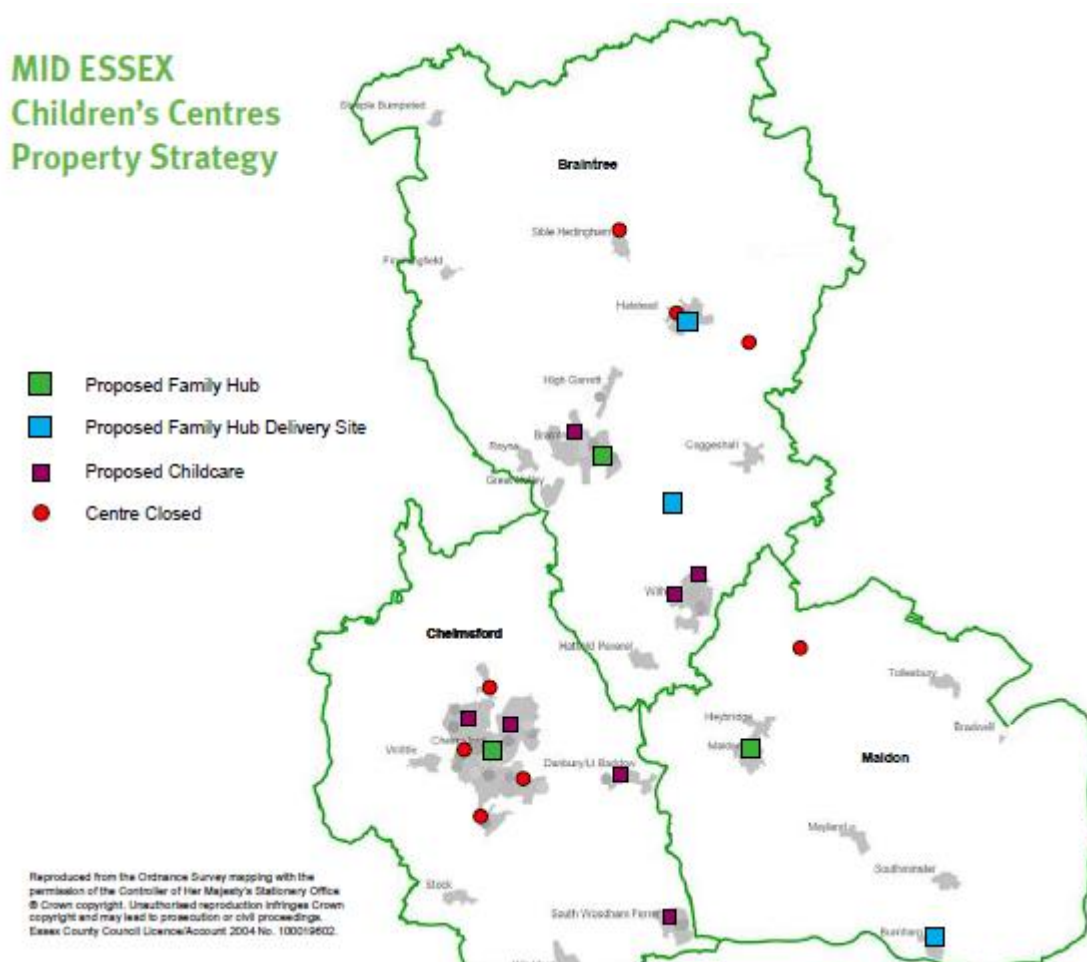 MID ESSEX
Children's Centres
Property Strategy
Steeple Bumpsted
Braintree
Sible Hedingham
Finchingfield
Halstead
Proposed Family Hub
Proposed Family Hub Delivery Site
Proposed Childcare
Centre Closed
High Garrett
Rayne
Coggeshall
Chelmsford
Hatfield Peverel
Tollesbury
Heybridge
Bradwell
Maldon
Writtle
Danbury/Lt Baddow
Mayland
Southminster
Stock
South Woodham Ferrers
Reproduced from the Ordnance Survey mapping with the
permission of the Controller of Her Majesty's Stationery Office
© Crown copyright. Unauthorised reproduction infringes Crown
copyright and may lead to prosecution or civil proceedings.
Essex County Council Licence/Account 2004 No. 100019602.